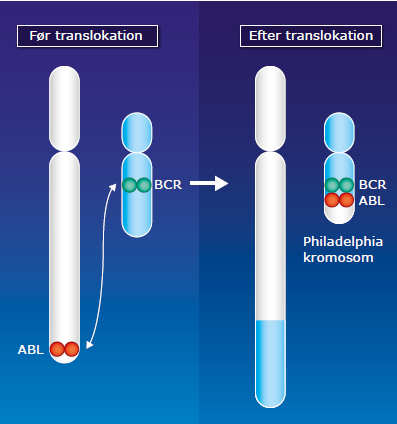 Før translokation
Efter translokation
BCR
ABL
BCR
ABL
Philadelphia
kromosom